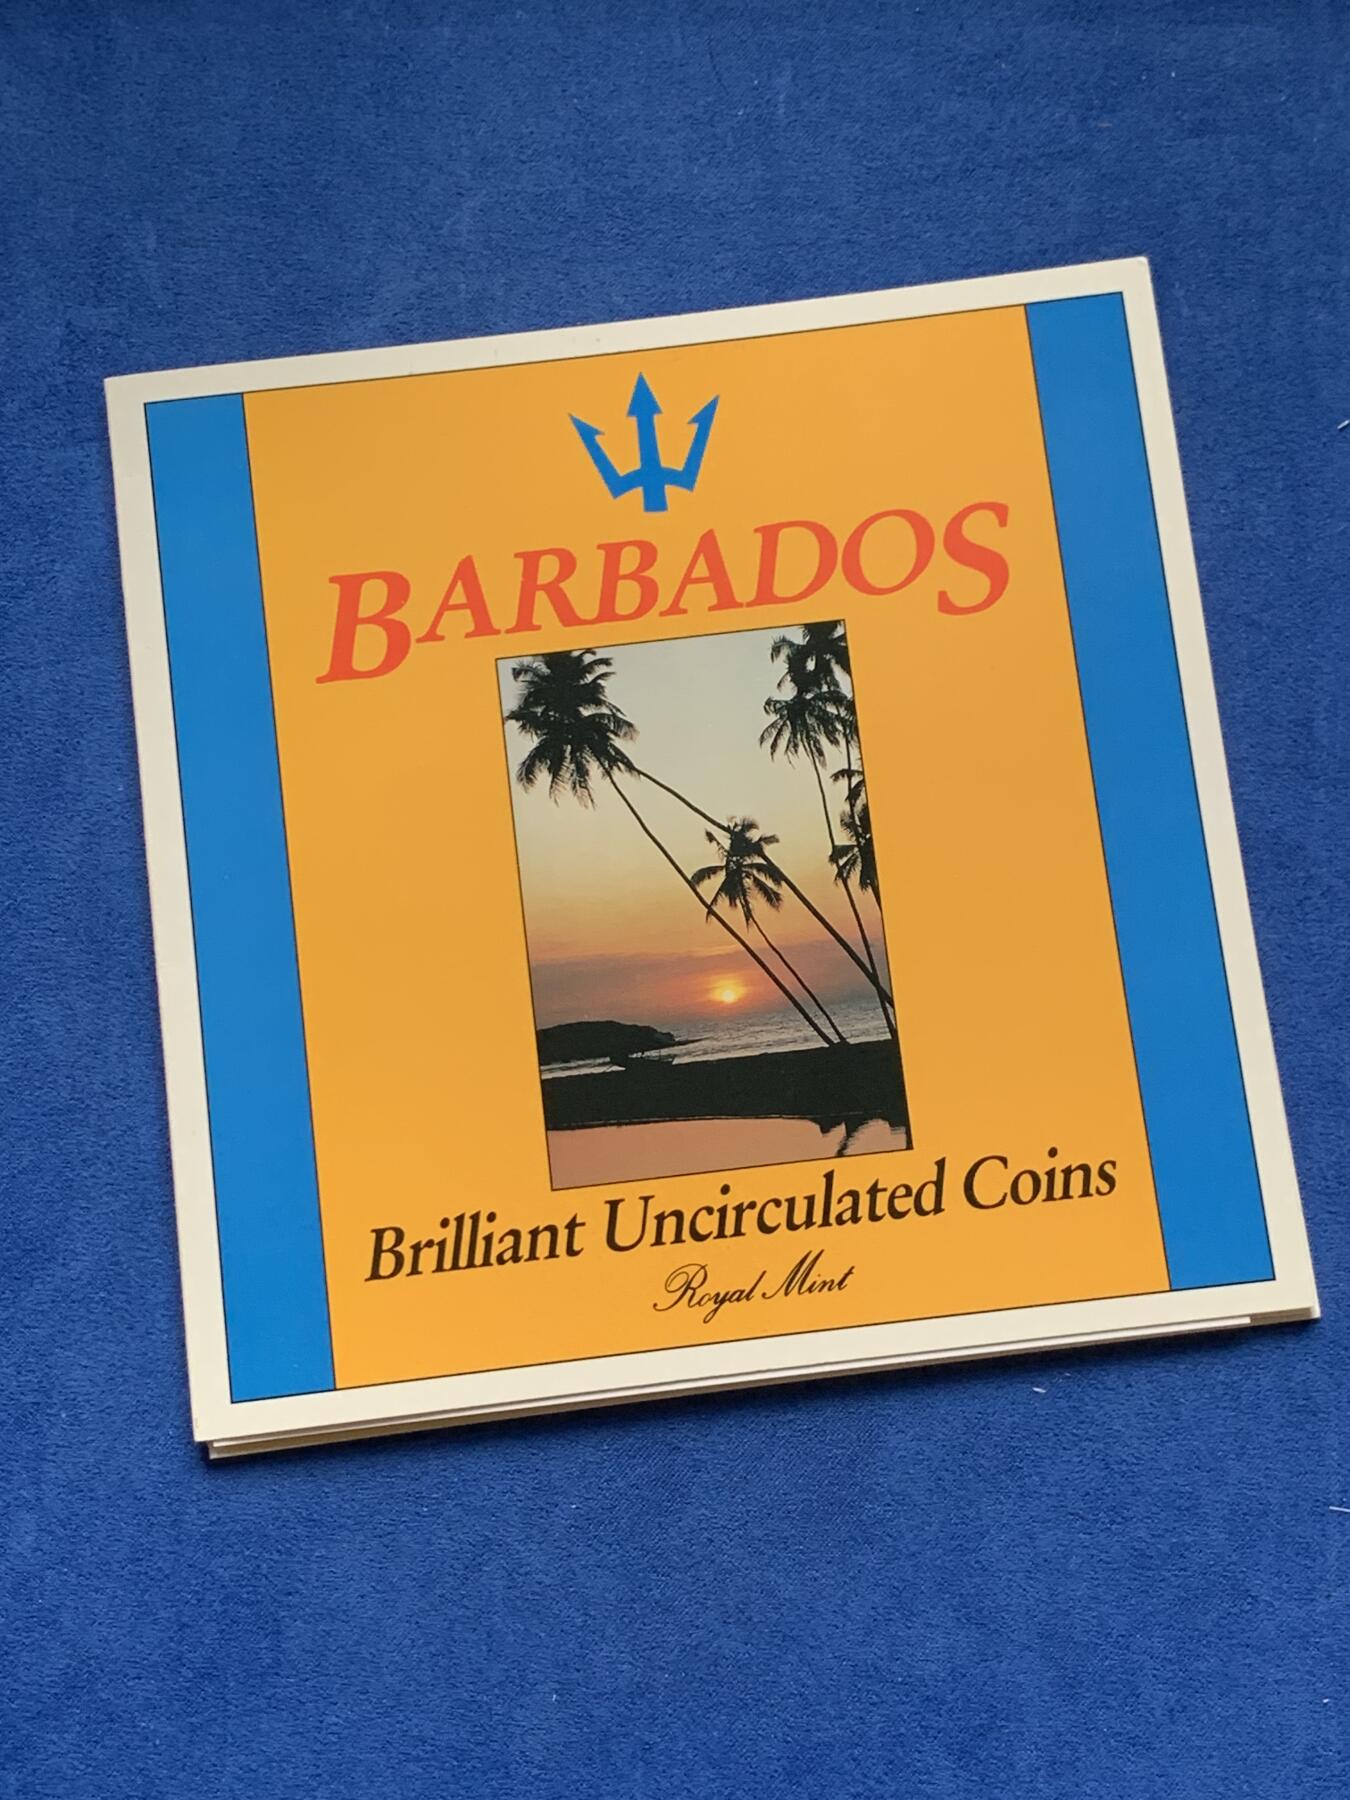 BARBADOS
Brilliant Uncirculated Coins
Royal Mint